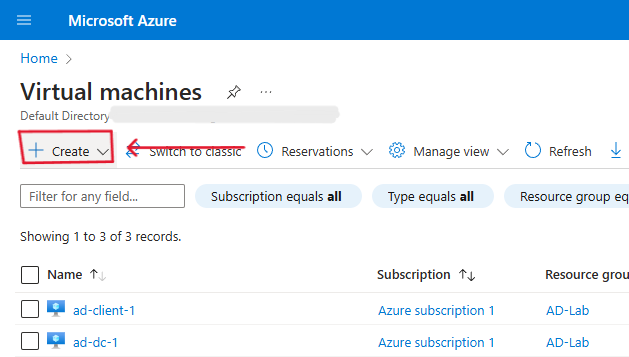 Microsoft Azure
Home >
Virtual machines ...
Default Directory
+ Create Switch to classic Reservations Manage view Refresh
Filter for any field... Subscription equals all Type equals all Resource group eq
Showing 1 to 3 of 3 records.
Name ↑↓ Subscription ↑↓ Resource grou
ad-client-1 Azure subscription 1 AD-Lab
ad-dc-1 Azure subscription 1 AD-Lab